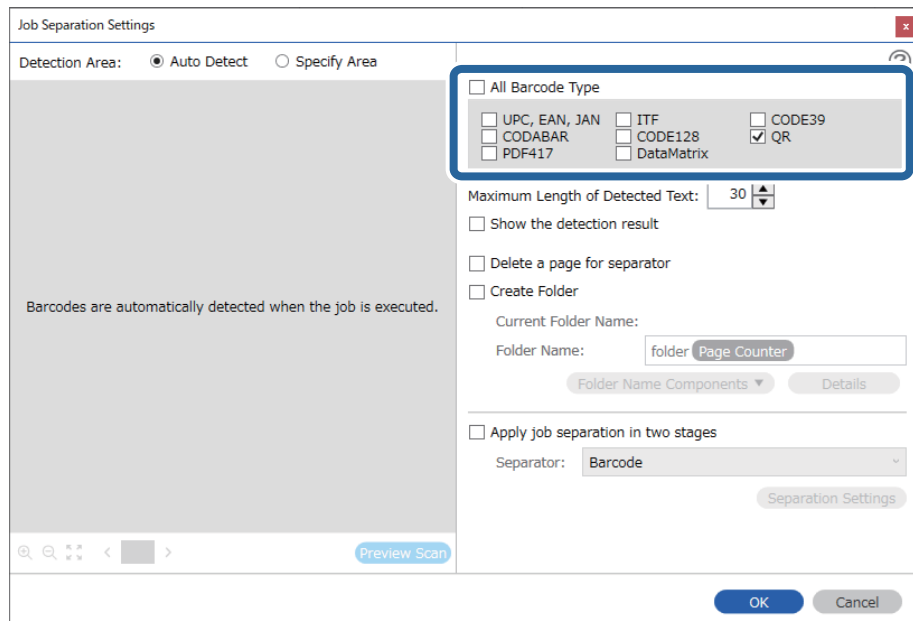 Job Separation Settings
x
Detection Area: Auto Detect Specify Area
?
All Barcode Type
UPC, EAN, JAN ITF CODE39
CODABAR CODE128 QR
PDF417 DataMatrix
Maximum Length of Detected Text: 30
Show the detection result
Delete a page for separator
Create Folder
Barcodes are automatically detected when the job is executed.
Current Folder Name:
Folder Name: folder Page Counter
Folder Name Components Details
Apply job separation in two stages
Separator: Barcode
Separation Settings
Preview Scan
OK Cancel